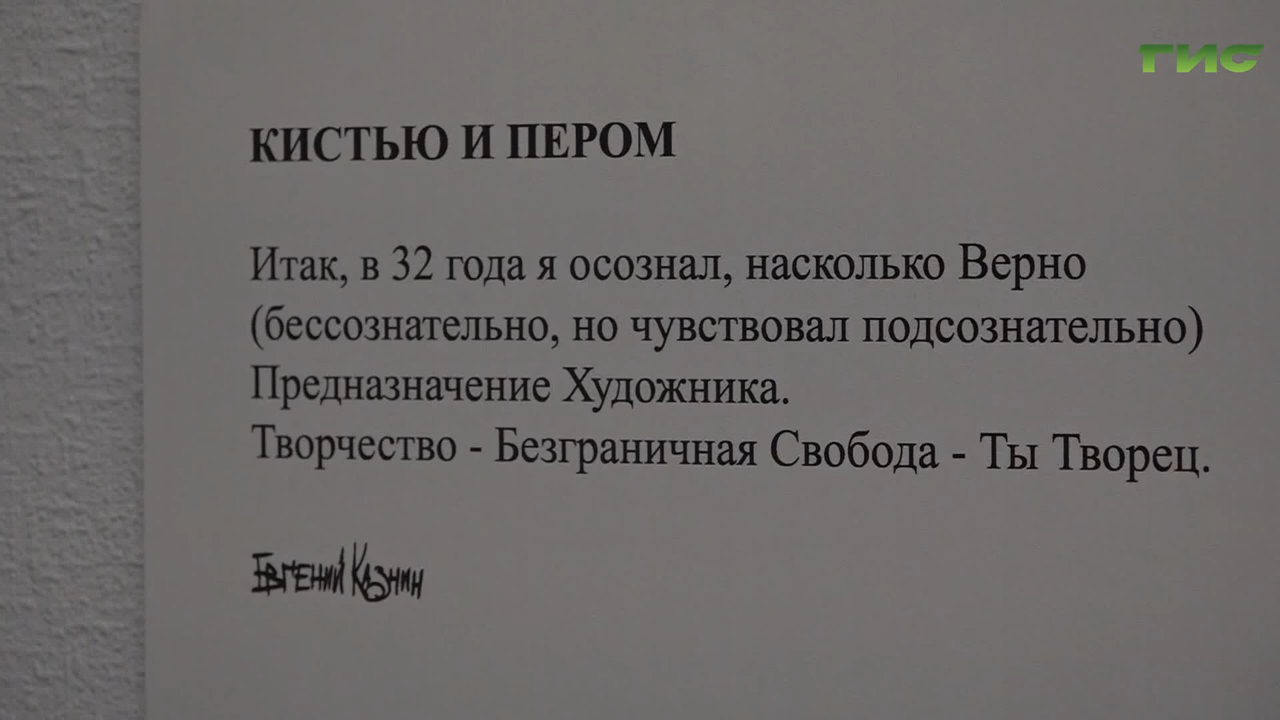 ГИС
КИСТЬЮ И ПЕРОМ
Итак, в 32 года я осознал, насколько Верно
(бессознательно, но чувствовал подсознательно)
Предназначение Художника.
Творчество - Безграничная Свобода - Ты Творец.
Евгений Казнин